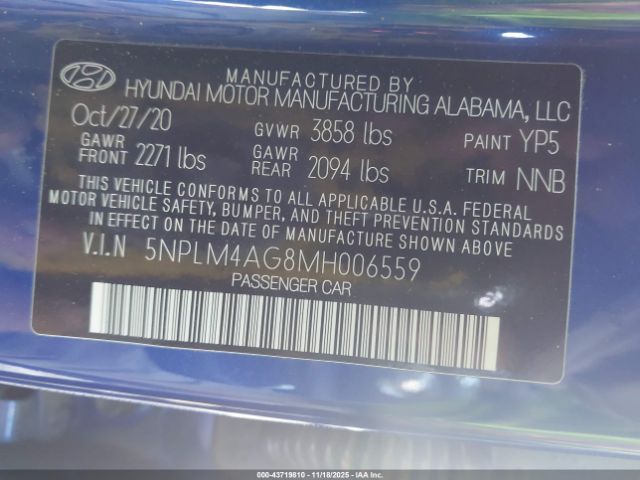 MANUFACTURED BY
HYUNDAI MOTOR MANUFACTURING ALABAMA, LLC
Oct/27/20 GVWR 3858 lbs PAINT YP5
GAWR FRONT 2271 lbs GAWR REAR 2094 lbs TRIM NNB
THIS VEHICLE CONFORMS TO ALL APPLICABLE U.S.A. FEDERAL
MOTOR VEHICLE SAFETY, BUMPER, AND THEFT PREVENTION STANDARDS
IN EFFECT ON THE DATE OF MANUFACTURE SHOWN ABOVE.
V.I.N 5NPLM4AG8MH006559
PASSENGER CAR
000-43719810 - 11/18/2025 - IAAI.COM